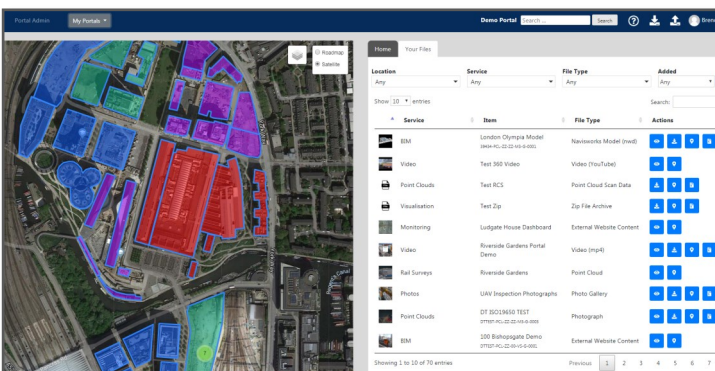 Portal Admin My Portals Demo Portal Search ... Search
Roadmap
Satellite
Home Your Files
Location Service File Type Added
Any Any Any Any
Show 10 entries Search:
Service Item File Type Actions
BIM London Olympia Model Navisworks Model (nwd)
Video Test 360 Video Video (YouTube)
Point Clouds Test RCS Point Cloud Scan Data
Visualisation Test Zip Zip File Archive
Monitoring Ludgate House Dashboard External Website Content
Video Riverside Gardens Portal Video (mp4)
Demo
Rail Surveys Riverside Gardens Point Cloud
Photos UAV Inspection Photographs Photo Gallery
Point Clouds DT ISO19650 TEST Photograph
BIM 100 Bishopsgate Demo External Website Content
7
Showing 1 to 10 of 70 entries Previous 1 2 3 4 5 6 7